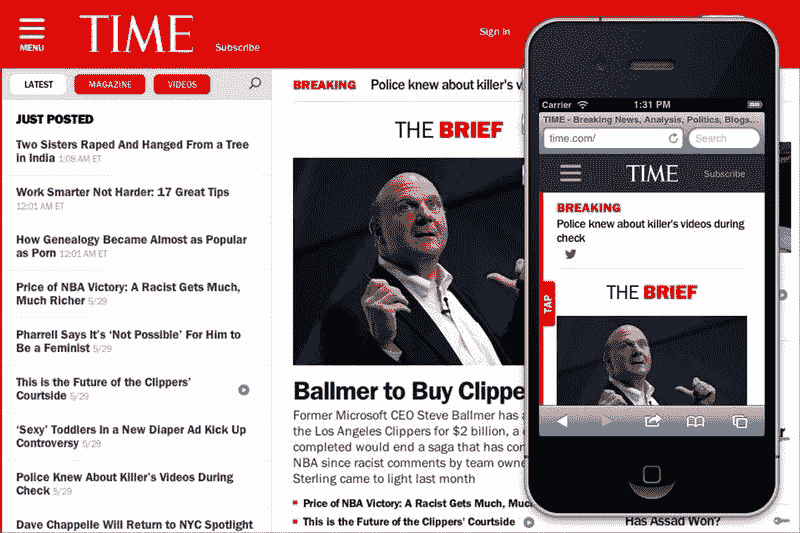 MENU
TIME
Subscribe
Sign in
LATEST
MAGAZINE
VIDEOS
JUST POSTED
Two Sisters Raped And Hanged From a Tree
in India 1:08 AM ET
Work Smarter Not Harder: 17 Great Tips
12:01 AM ET
How Genealogy Became Almost as Popular
as Porn 12:01 AM ET
Price of NBA Victory: A Racist Gets Much,
Much Richer 5/29
Pharrell Says It's 'Not Possible' For Him to
Be a Feminist 5/29
This is the Future of the Clippers'
Courtside 5/29
'Sexy' Toddlers In a New Diaper Ad Kick Up
Controversy 5/29
Police Knew About Killer's Videos During
Check 5/29
Dave Chappelle Will Return to NYC Spotlight
BREAKING Police knew about killer's v
THE BRIEF
Ballmer to Buy Clippe
Former Microsoft CEO Steve Ballmer has a
the Los Angeles Clippers for $2 billion, a
completed would end a saga that has con
NBA since racist comments by team owne
Sterling came to light last month
Price of NBA Victory: A Racist Gets Much, Muc
This is the Future of the Clippers' Courtside
Has Assad Won?
Carrier 1:31 PM
TIME - Breaking News, Analysis, Politics, Blogs...
time.com/
Search
TIME
Subscribe
BREAKING
Police knew about killer's videos during
check
TAP
THE BRIEF